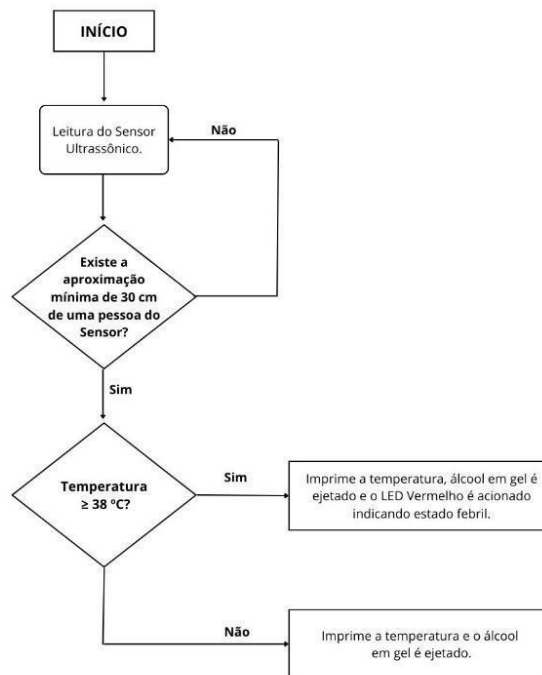 INÍCIO
Leitura do Sensor
Ultrassônico.
Não
Existe a
aproximação
mínima de 30 cm
de uma pessoa do
Sensor?
Sim
Temperatura
≥ 38 ºC?
Sim
Imprime a temperatura, álcool em gel é
ejetado e o LED Vermelho é acionado
indicando estado febril.
Não
Imprime a temperatura e o álcool
em gel é ejetado.